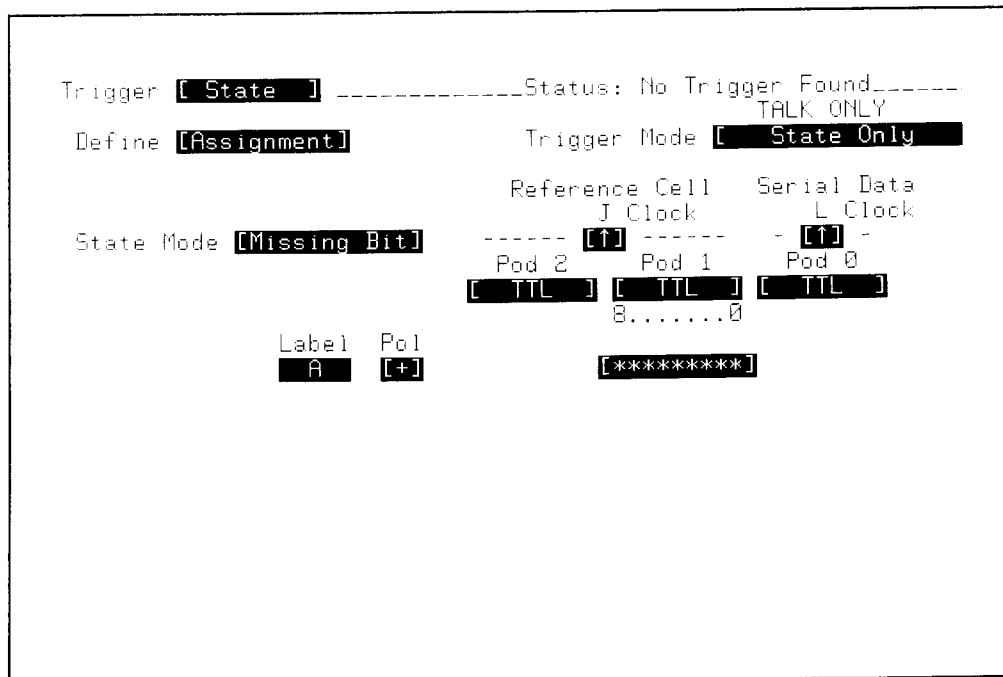 Trigger [ State ] _____________Status: No Trigger Found______
TALK ONLY
Define [Assignment] Trigger Mode [ State Only
Reference Cell Serial Data
J Clock L Clock
State Mode [Missing Bit] ------ [↑] ------ - [↑] -
Pod 2 Pod 1 Pod 0
[ TTL ] [ TTL ] [ TTL ]
8.......0
Label Pol
A [+] [*********]